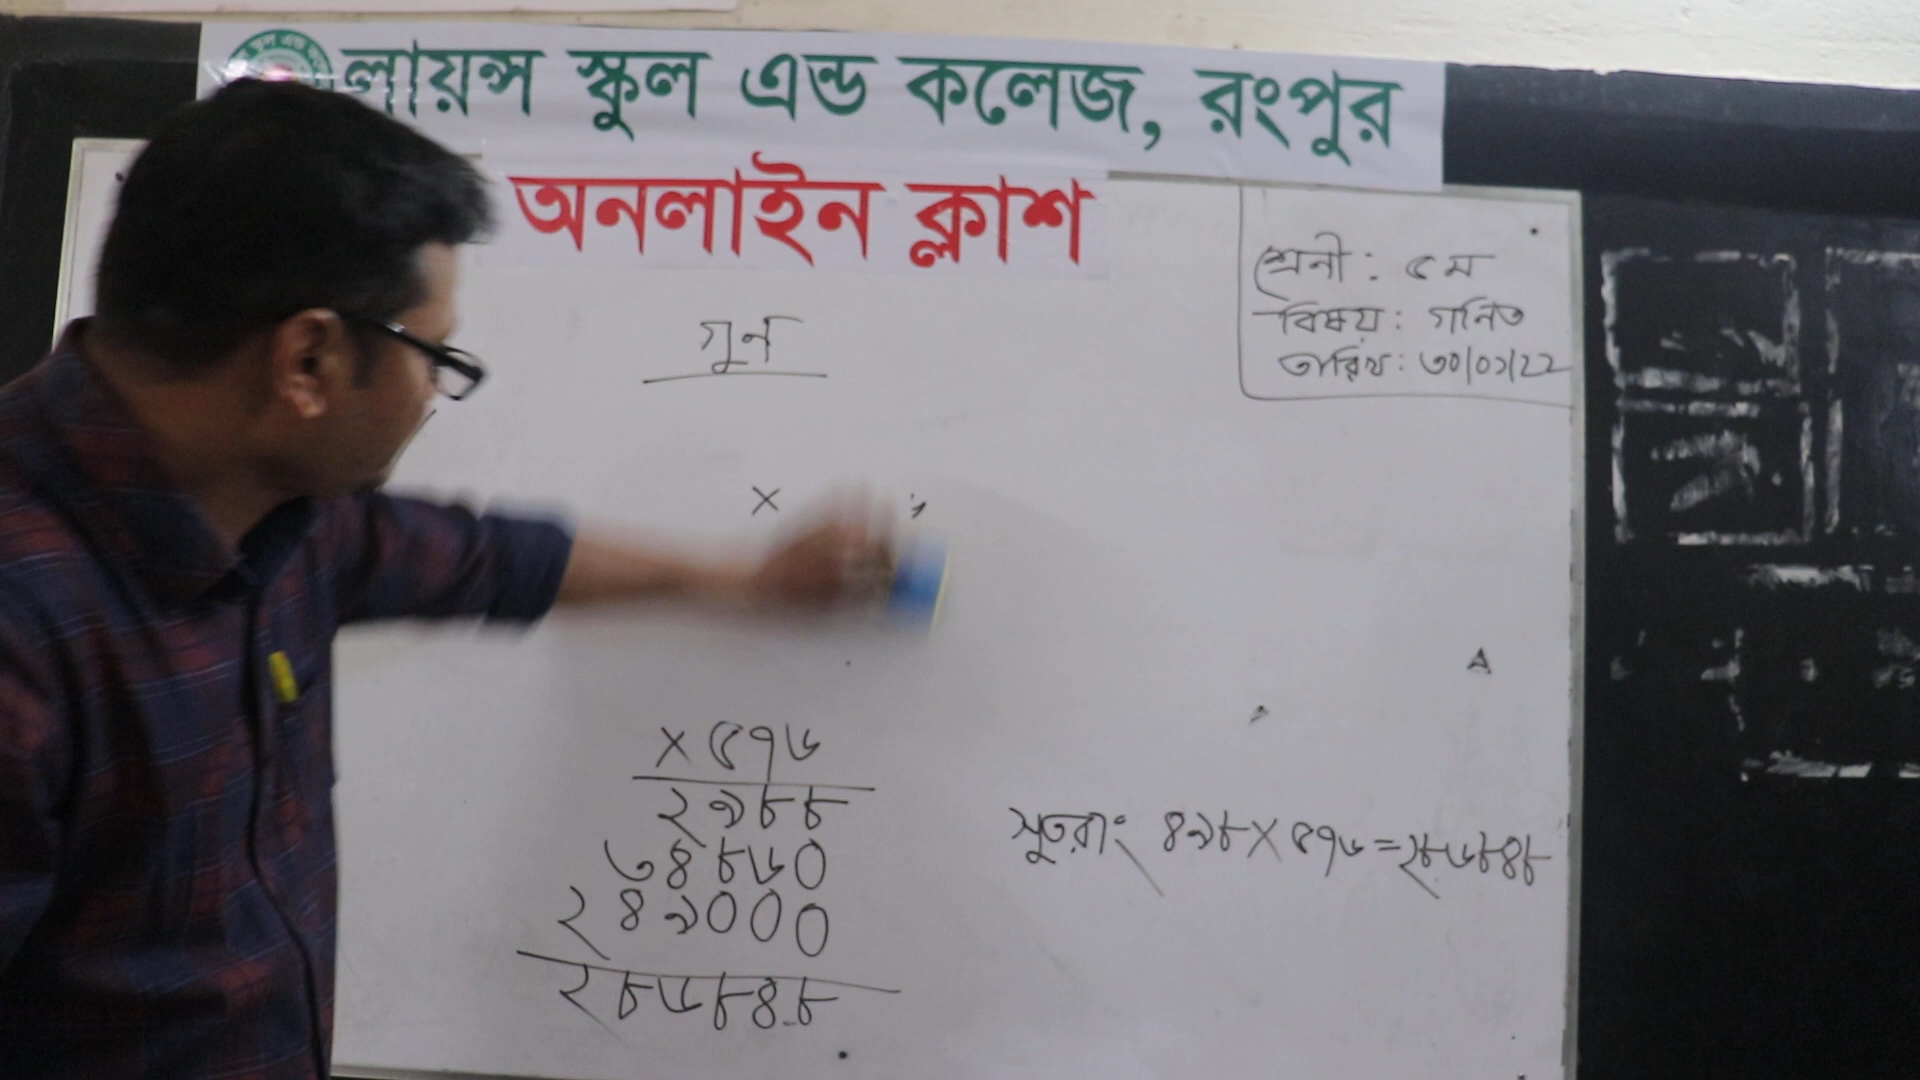 লায়ন্স স্কুল এন্ড কলেজ, রংপুর
অনলাইন ক্লাশ
শ্রেনী : ৫ম
বিষয় : গনিত
তারিখ : ৩০/০১/২২
গুন
×
× ৫৭৬
২৯৮৮
৩৪৮৬০
২৪৯০০০
২৮৬৮৪৮
সুতরাং ৪৯৮ × ৫৭৬ = ২৮৬৮৪৮